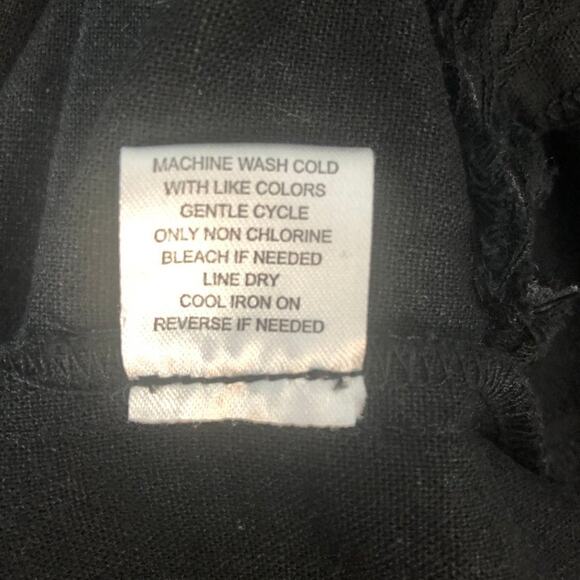 MACHINE WASH COLD
WITH LIKE COLORS
GENTLE CYCLE
ONLY NON CHLORINE
BLEACH IF NEEDED
LINE DRY
COOL IRON ON
REVERSE IF NEEDED